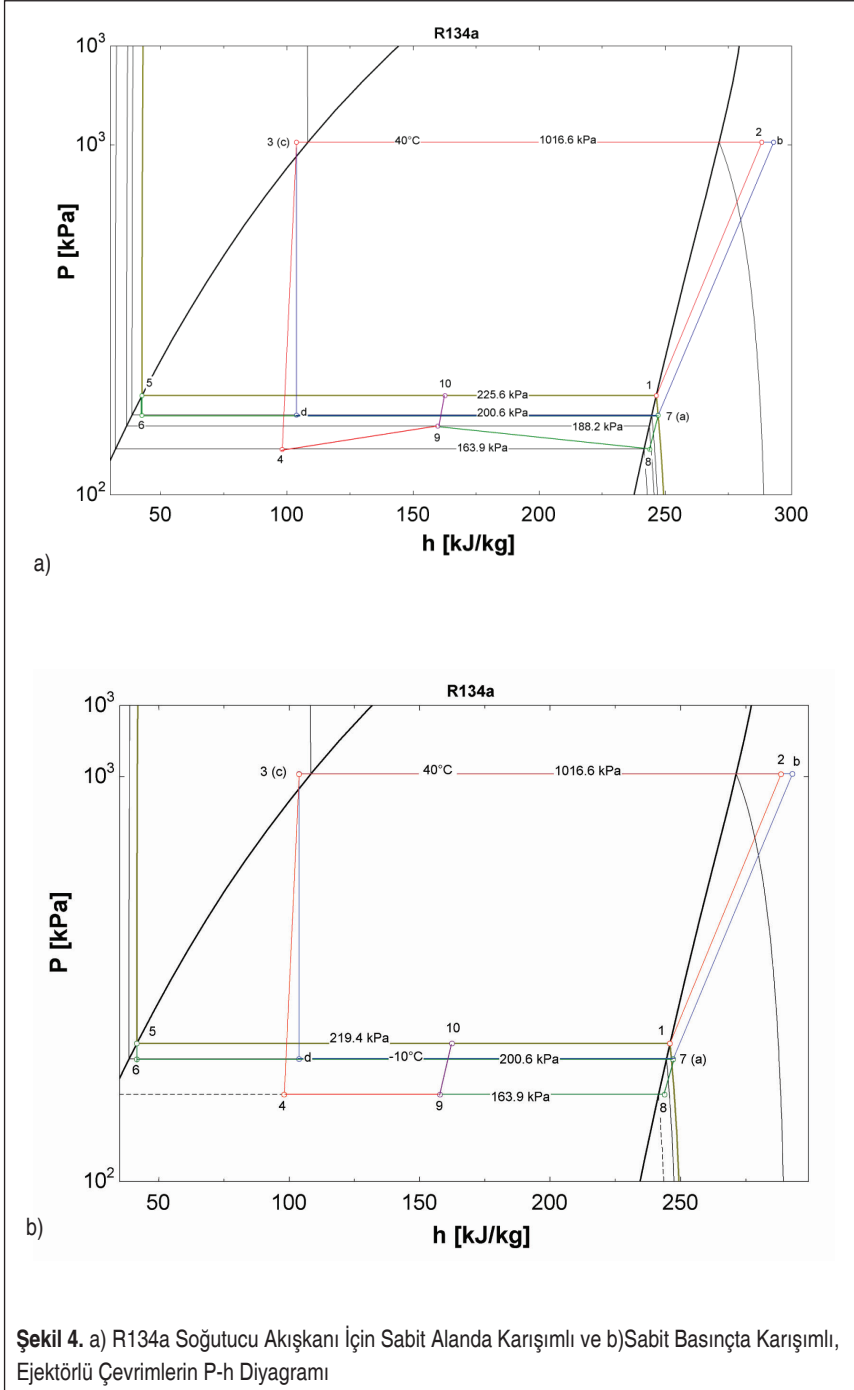 R134a
10³
10³
10²
P [kPa]
3 (c)
40°C
1016.6 kPa
2
b
5
10
225.6 kPa
1
6
d
200.6 kPa
7 (a)
9
188.2 kPa
4
163.9 kPa
8
50
100
150
200
250
300
h [kJ/kg]
a)
R134a
10³
10³
10²
P [kPa]
3 (c)
40°C
1016.6 kPa
2
b
5
219.4 kPa
10
1
6
d
-10°C
200.6 kPa
7 (a)
4
9
163.9 kPa
8
50
100
150
200
250
h [kJ/kg]
b)
Şekil 4. a) R134a Soğutucu Akışkanı İçin Sabit Alanda Karışımlı ve b)Sabit Basınçta Karışımlı,
Ejektörlü Çevrimlerin P-h Diyagramı